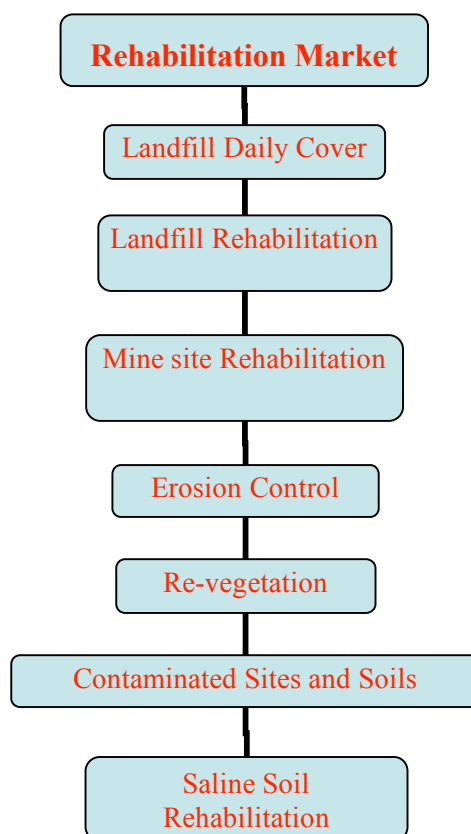 Rehabilitation Market
Landfill Daily Cover
Landfill Rehabilitation
Mine site Rehabilitation
Erosion Control
Re-vegetation
Contaminated Sites and Soils
Saline Soil
Rehabilitation